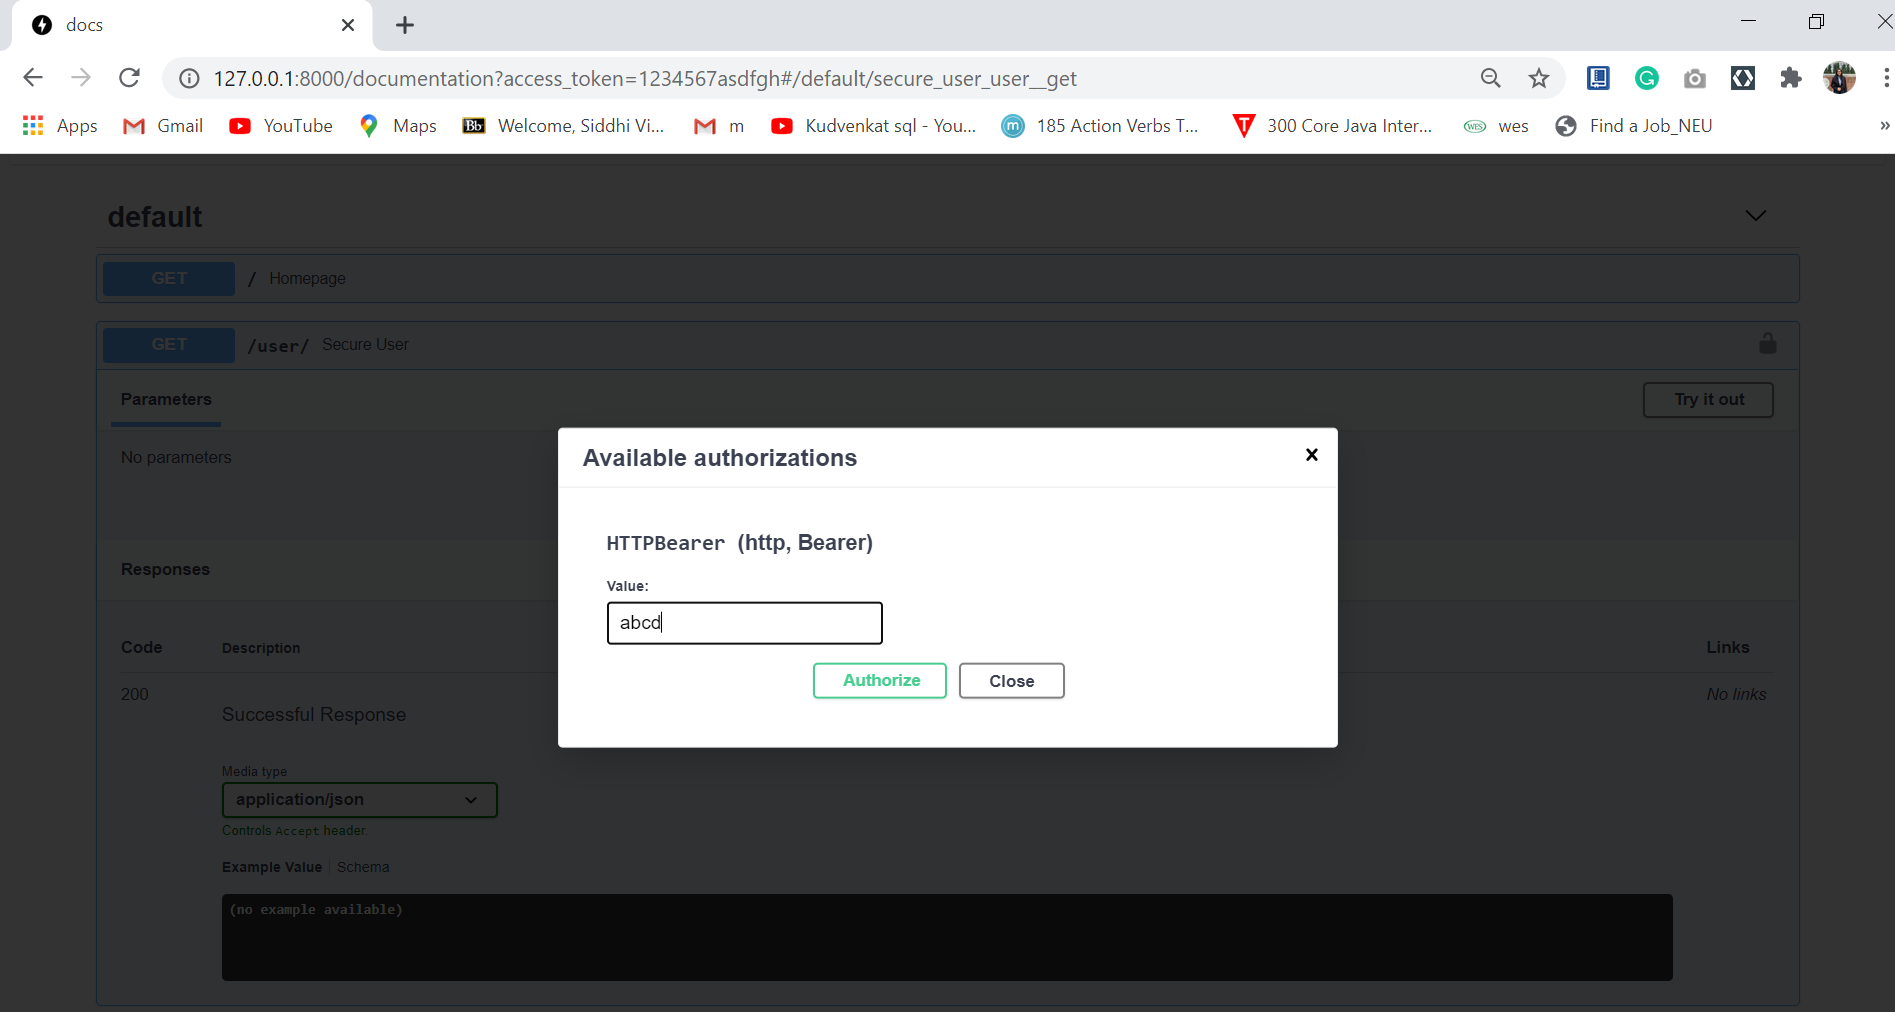 docs
127.0.0.1:8000/documentation?access_token=1234567asdfgh#/default/secure_user_user__get
Apps Gmail YouTube Maps Bb Welcome, Siddhi Vi... m Kudvenkat sql - You... m 185 Action Verbs T... T 300 Core Java Inter... WES wes Find a Job_NEU »
default
GET / Homepage
GET /user/ Secure User
Parameters Try it out
No parameters
Available authorizations
HTTPBearer (http, Bearer)
Value:
abcd
Authorize Close
Responses
Code Description Links
200 No links
Successful Response
Media type
application/json
Controls Accept header.
Example Value | Schema
(no example available)